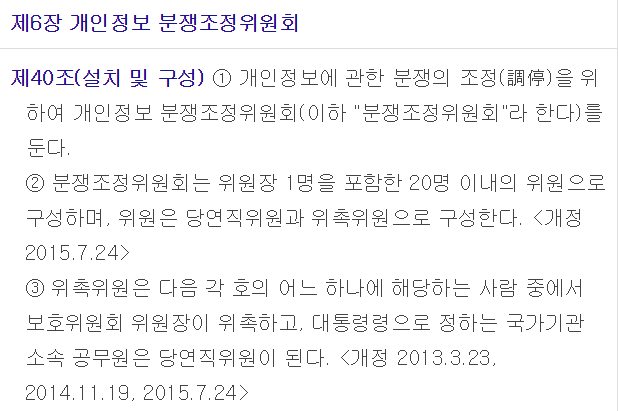 제6장 개인정보 분쟁조정위원회
제40조(설치 및 구성) ① 개인정보에 관한 분쟁의 조정(調停)을 위
하여 개인정보 분쟁조정위원회(이하 "분쟁조정위원회"라 한다)를
둔다.
② 분쟁조정위원회는 위원장 1명을 포함한 20명 이내의 위원으로
구성하며, 위원은 당연직위원과 위촉위원으로 구성한다. <개정
2015.7.24>
③ 위촉위원은 다음 각 호의 어느 하나에 해당하는 사람 중에서
보호위원회 위원장이 위촉하고, 대통령령으로 정하는 국가기관
소속 공무원은 당연직위원이 된다. <개정 2013.3.23,
2014.11.19, 2015.7.24>